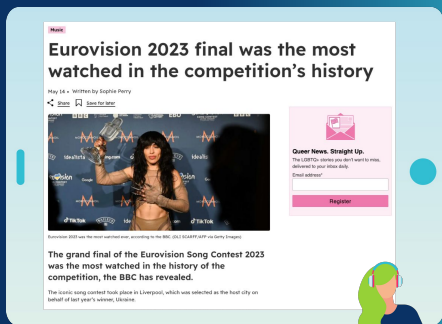 Music
Eurovision 2023 final was the most
watched in the competition's history
May 14 • Written by Sophie Perry
Share Save for later
BBO
idealista
TikTok
TikTok
Eurovision 2023 was the most watched ever, according to the BBC. (OLI SCARFF/AFP via Getty Images)
The grand final of the Eurovision Song Contest 2023
was the most watched in the history of
the competition, the BBC has revealed.
The iconic song contest took place in Liverpool, which was selected as the host city on
behalf of last year's winner, Ukraine.
Queer News. Straight Up.
The LGBTQ+ stories you don't want to miss,
delivered to your inbox daily.
Email address*
Register